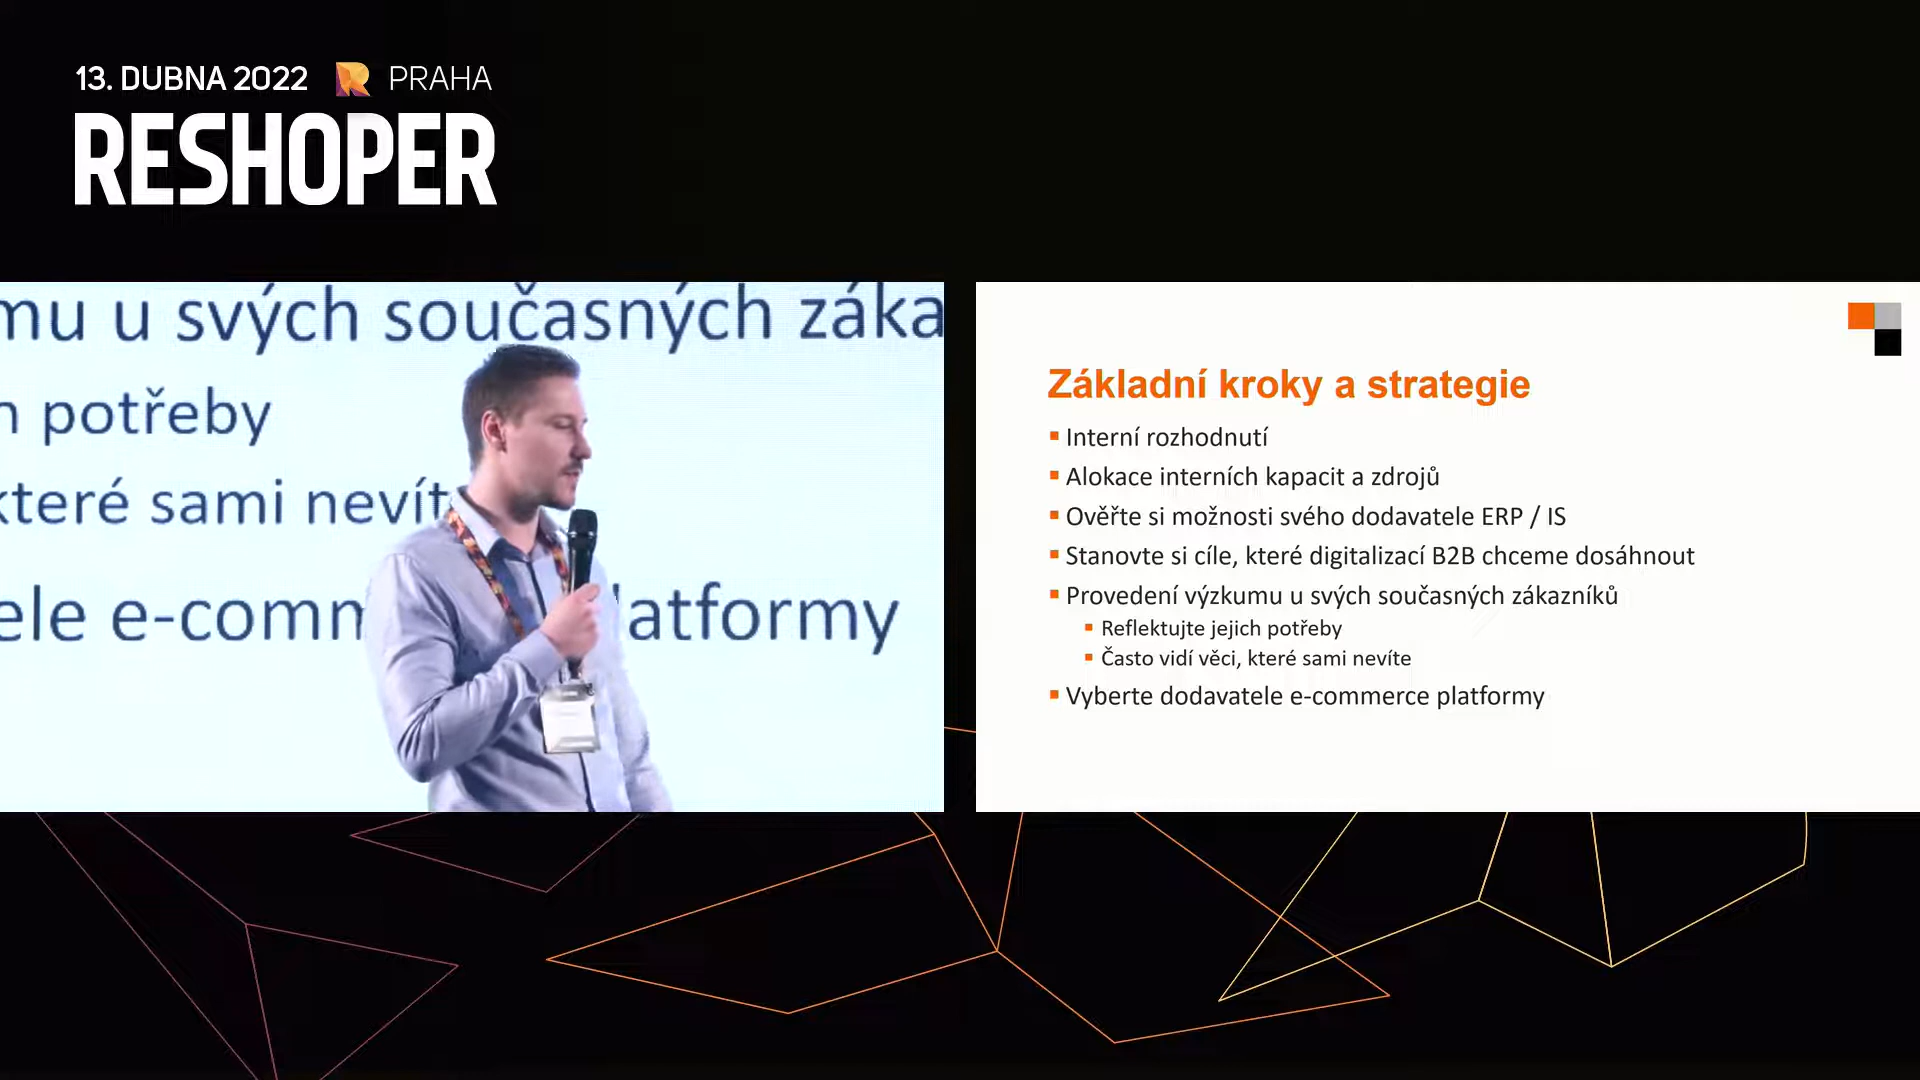 13. DUBNA 2022 PRAHA
RESHOPER
mu u svých současných záka
potřeby
které sami nevít
ele e-comm latformy
Základní kroky a strategie
Interní rozhodnutí
Alokace interních kapacit a zdrojů
Ověřte si možnosti svého dodavatele ERP / IS
Stanovte si cíle, které digitalizací B2B chceme dosáhnout
Provedení výzkumu u svých současných zákazníků
Reflektujte jejich potřeby
Často vidí věci, které sami nevíte
Vyberte dodavatele e-commerce platformy